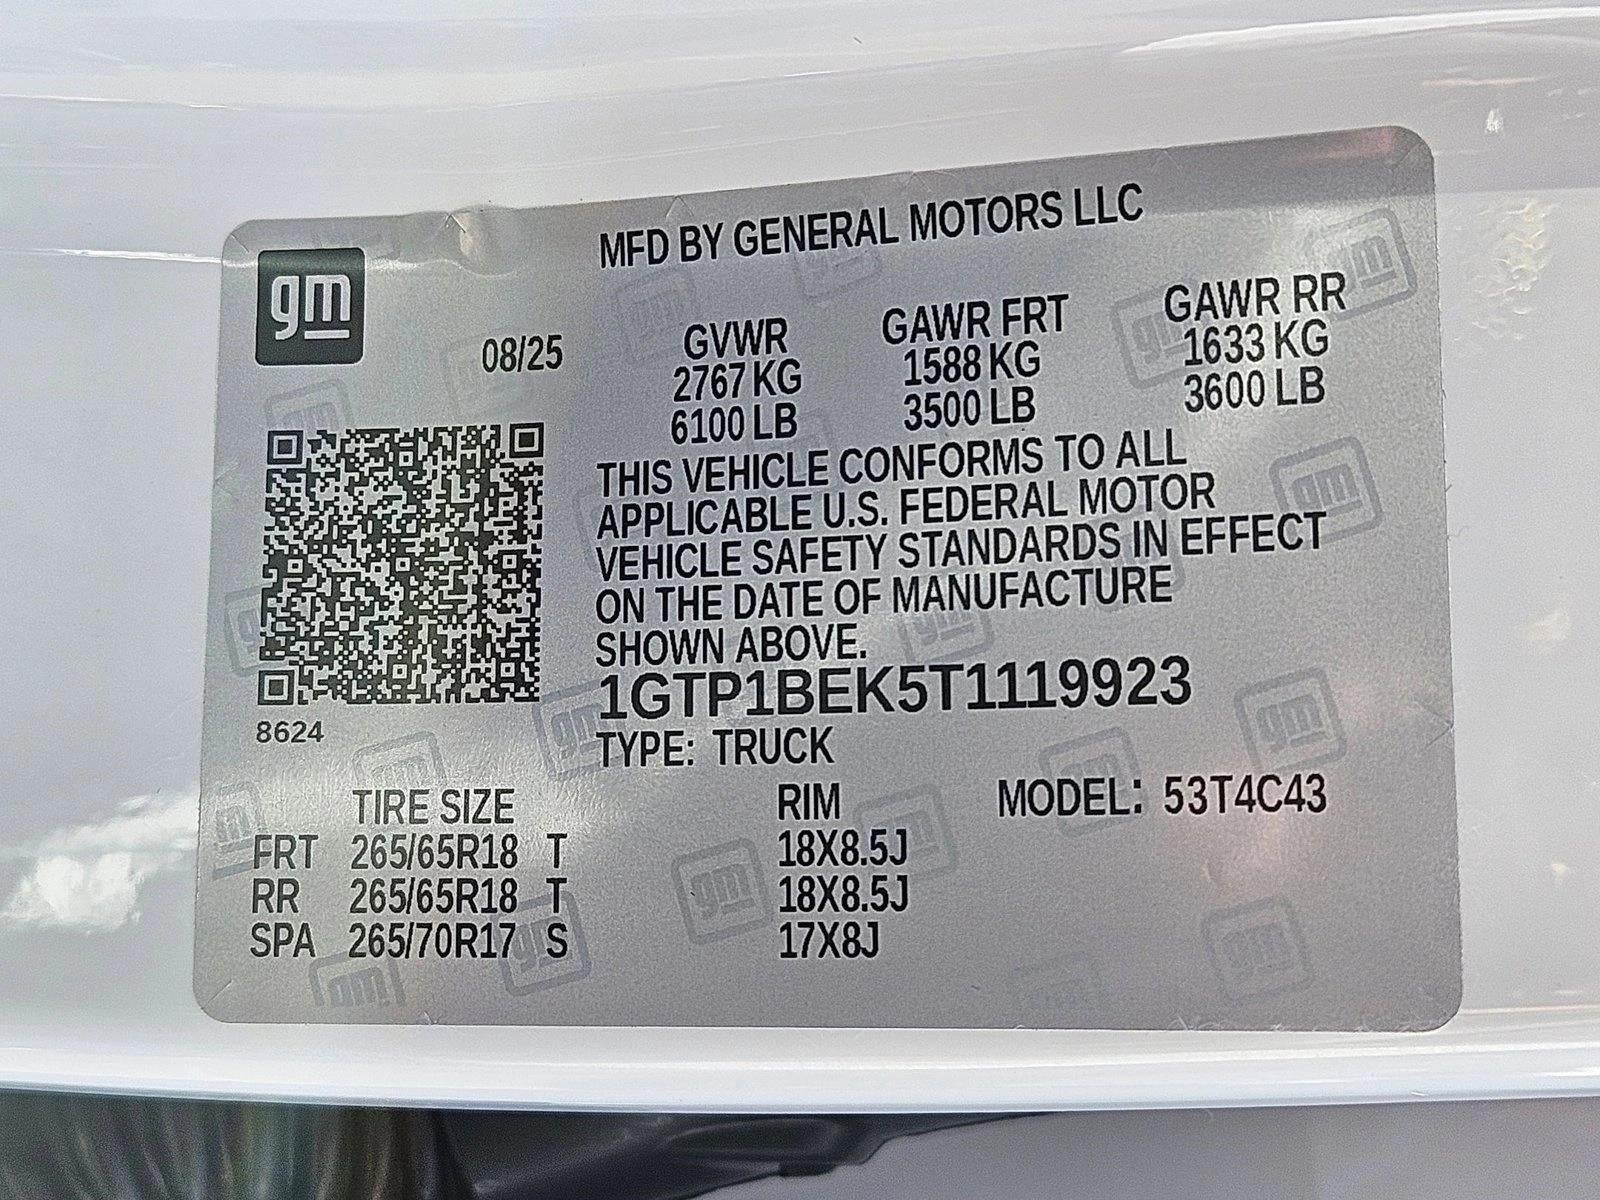 gm
MFD BY GENERAL MOTORS LLC
08/25
GVWR GAWR FRT GAWR RR
2767 KG 1588 KG 1633 KG
6100 LB 3500 LB 3600 LB
THIS VEHICLE CONFORMS TO ALL
APPLICABLE U.S. FEDERAL MOTOR
VEHICLE SAFETY STANDARDS IN EFFECT
ON THE DATE OF MANUFACTURE
SHOWN ABOVE.
1GTP1BEK5T1119923
8624
TYPE: TRUCK
TIRE SIZE RIM MODEL: 53T4C43
FRT 265/65R18 T 18X8.5J
RR 265/65R18 T 18X8.5J
SPA 265/70R17 S 17X8J